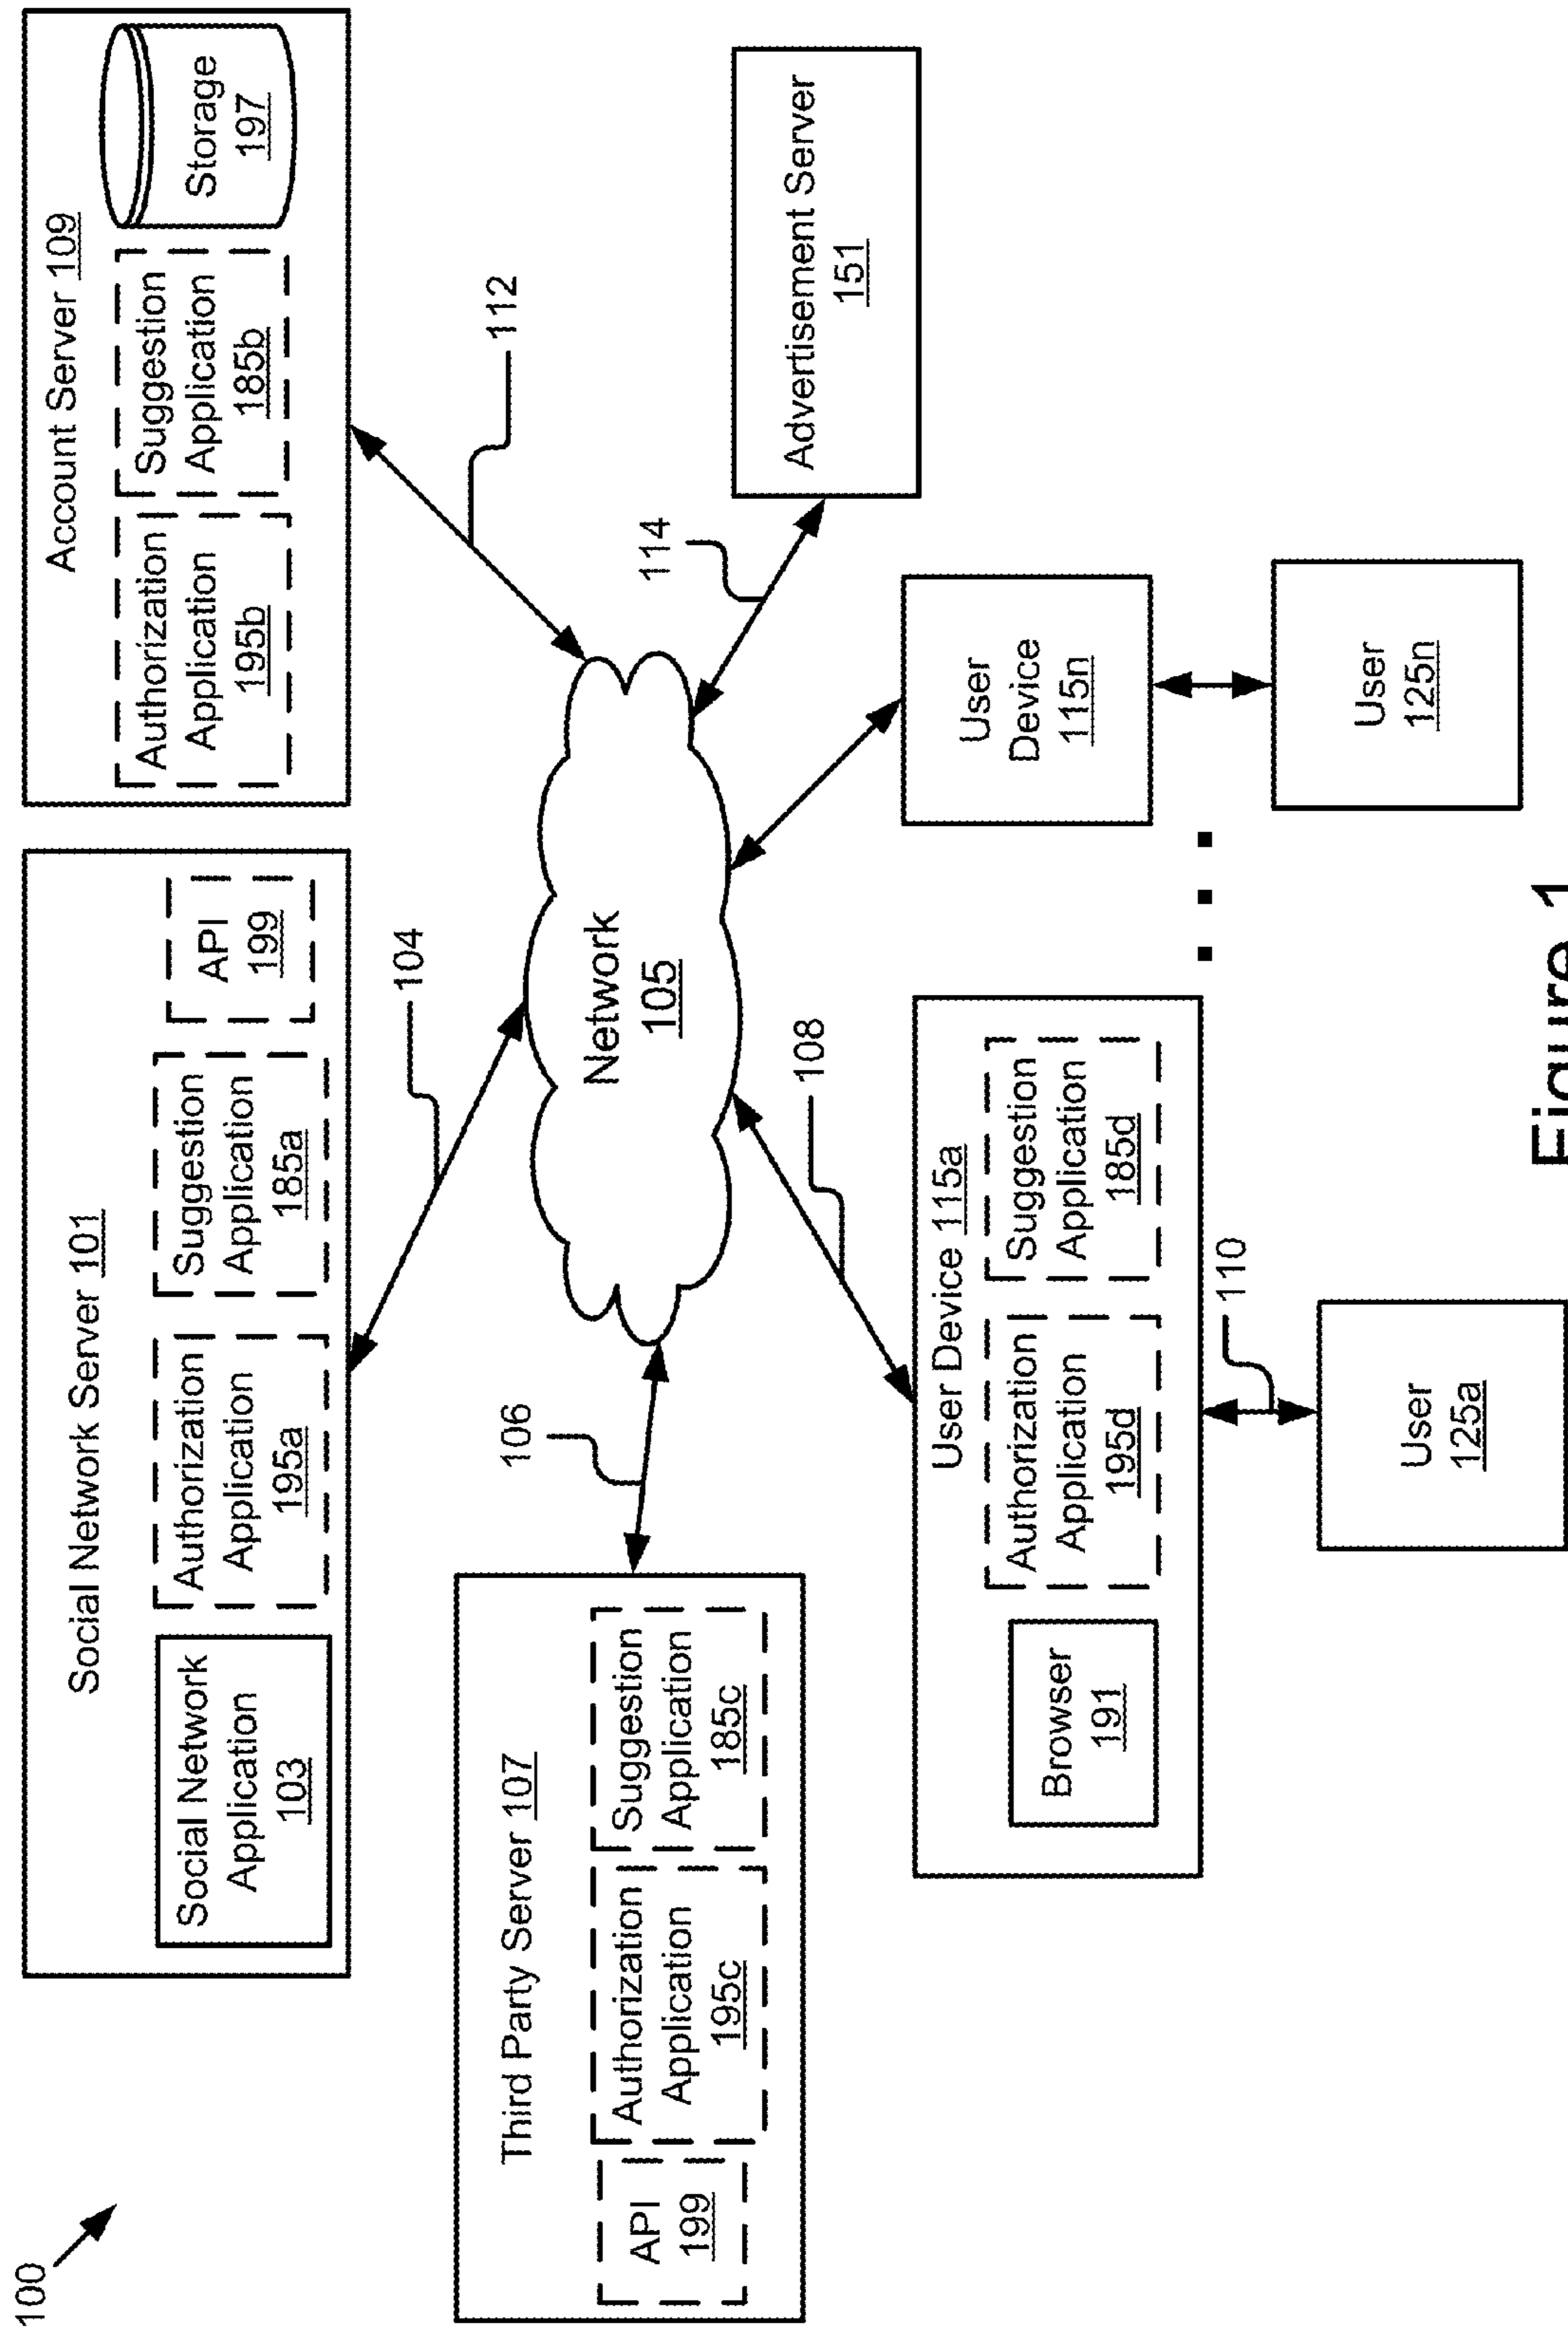 100
Social Network Server 101
Social Network
Application
103
Authorization
Application
195a
Suggestion
Application
185a
API
199
Account Server 109
Authorization
Application
195b
Suggestion
Application
185b
Storage
197
104
112
Third Party Server 107
API
199
Authorization
Application
195c
Suggestion
Application
185c
106
Network
105
114
Advertisement Server
151
108
User Device 115a
Browser
191
Authorization
Application
195d
Suggestion
Application
185d
User
Device
115n
110
User
125a
User
125n
Figure 1